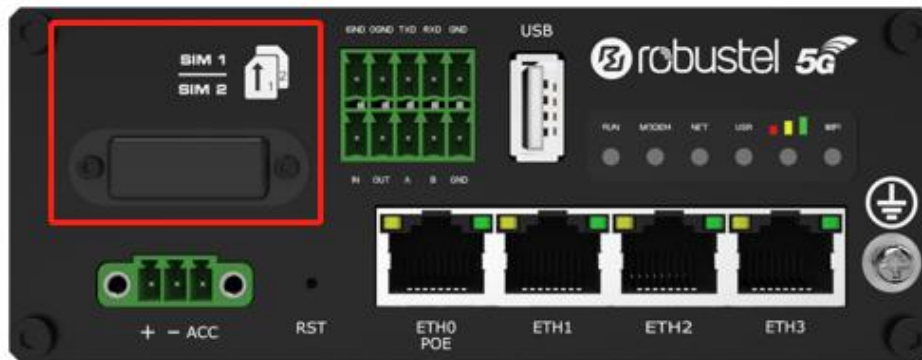 SIM 1
SIM 2
1
2
IGND OGND TXD RXD GND
IN OUT A B GND
USB
robustel 5G
RUN MODEM NET USR WIFI
+ - ACC
RST
ETH0
POE
ETH1
ETH2
ETH3